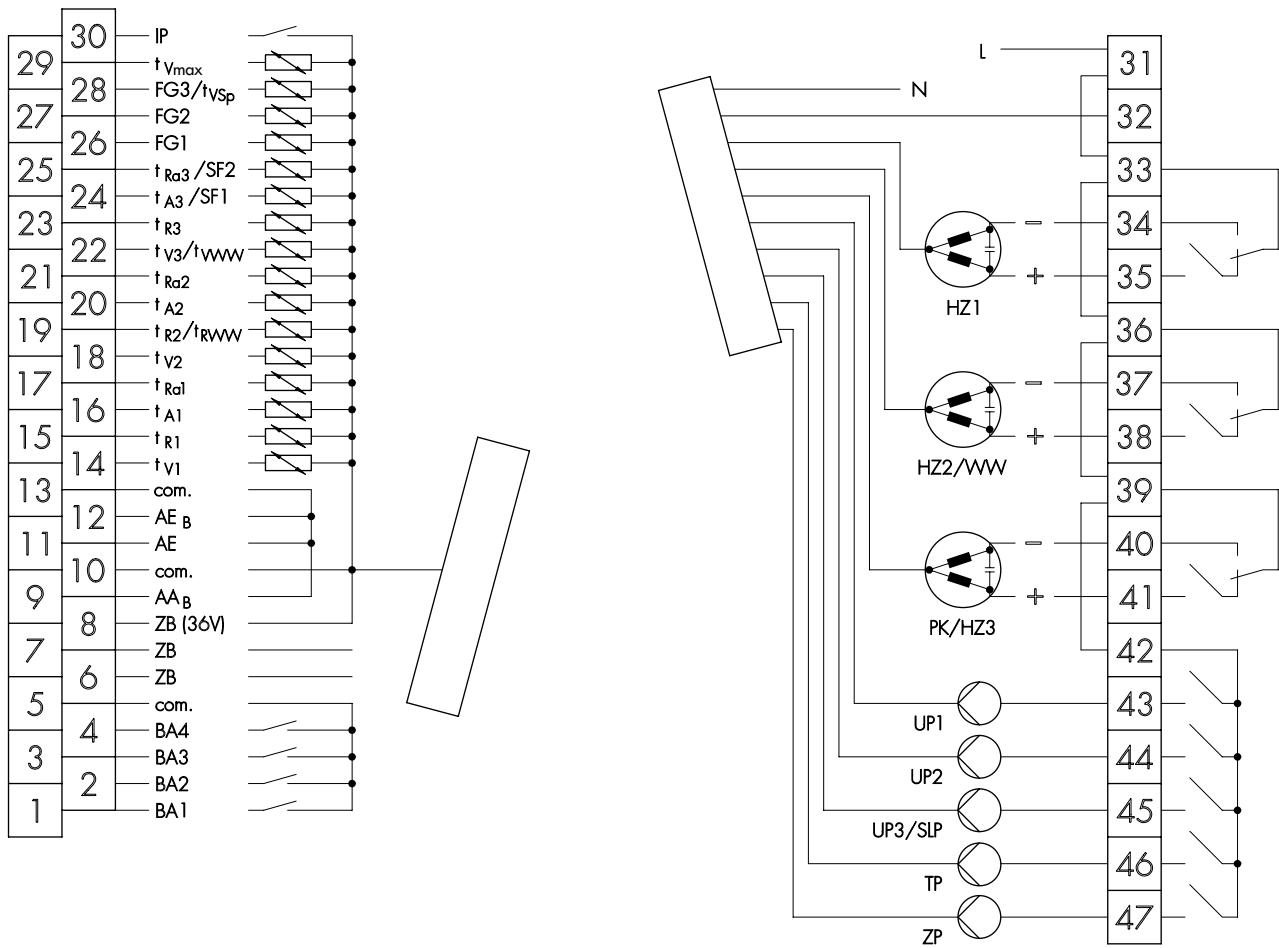 30 IP
29 tVmax
28 FG3/tVSp
27 FG2
26 FG1
25 tRa3/SF2
24 tA3/SF1
23 tR3
22 tV3/tWW
21 tRa2
20 tA2
19 tR2/tRWW
18 tV2
17 tRa1
16 tA1
15 tR1
14 tV1
13 com.
12 AEB
11 AE
10 com.
9 AAB
8 ZB (36V)
7 ZB
6 ZB
5 com.
4 BA4
3 BA3
2 BA2
1 BA1
L 31
N
32
33
− 34
+ 35
HZ1
36
− 37
+ 38
HZ2/WW
39
− 40
+ 41
PK/HZ3
42
UP1 43
UP2 44
UP3/SLP 45
TP 46
ZP 47